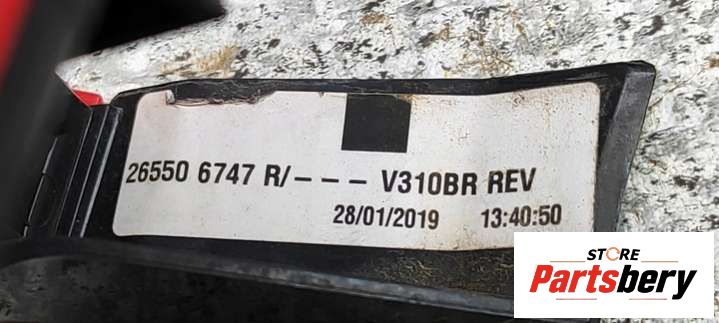 26550 6747 R/--- V310BR REV
28/01/2019 13:40:50
STORE
Partsbery